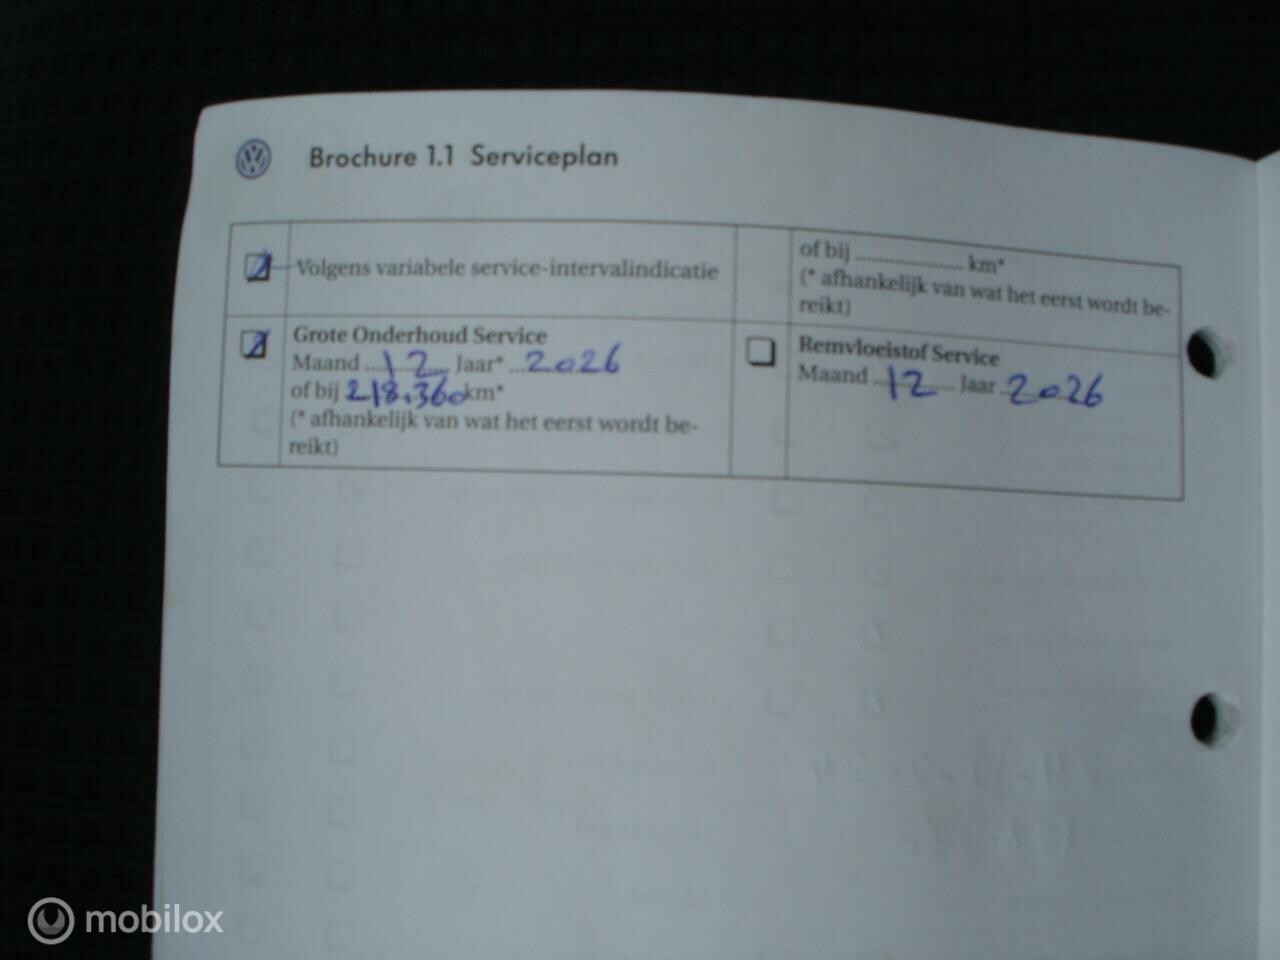 Brochure 1.1 Serviceplan
Volgens variabele service-intervalindicatie
of bij .................... km*
(* afhankelijk van wat het eerst wordt be-
reikt)
Grote Onderhoud Service
Maand ....12.... Jaar* ...2026
of bij 218.360km*
(* afhankelijk van wat het eerst wordt be-
reikt)
Remvloeistof Service
Maand ....12.... Jaar ...2026
mobilox